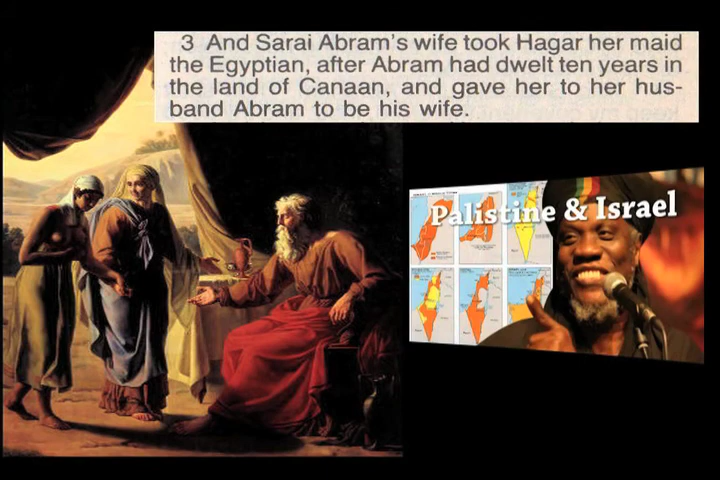 3 And Sarai Abram's wife took Hagar her maid
the Egyptian, after Abram had dwelt ten years in
the land of Canaan, and gave her to her hus-
band Abram to be his wife.
Palistine & Israel